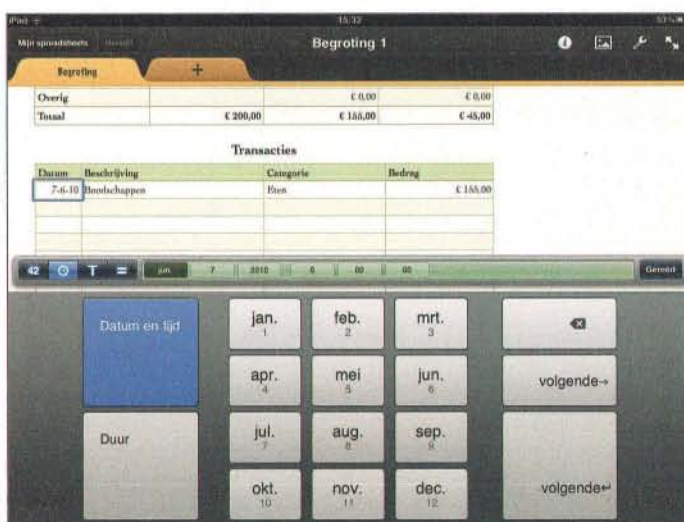 iPad 15:32 53%
Mijn spreadsheets Herstel Begroting 1
Begroting +
Overig € 0,00 € 0,00
Totaal € 200,00 € 155,00 € 45,00
Transacties
Datum Beschrijving Categorie Bedrag
7-6-10 Boodschappen Eten € 155,00
42 T = jun. 7 2010 0 00 00 Gereed
Datum en tijd jan. feb. mrt.
1 2 3
apr. mei jun. volgende→
4 5 6
Duur jul. aug. sep.
7 8 9
okt. nov. dec. volgende↵
10 11 12